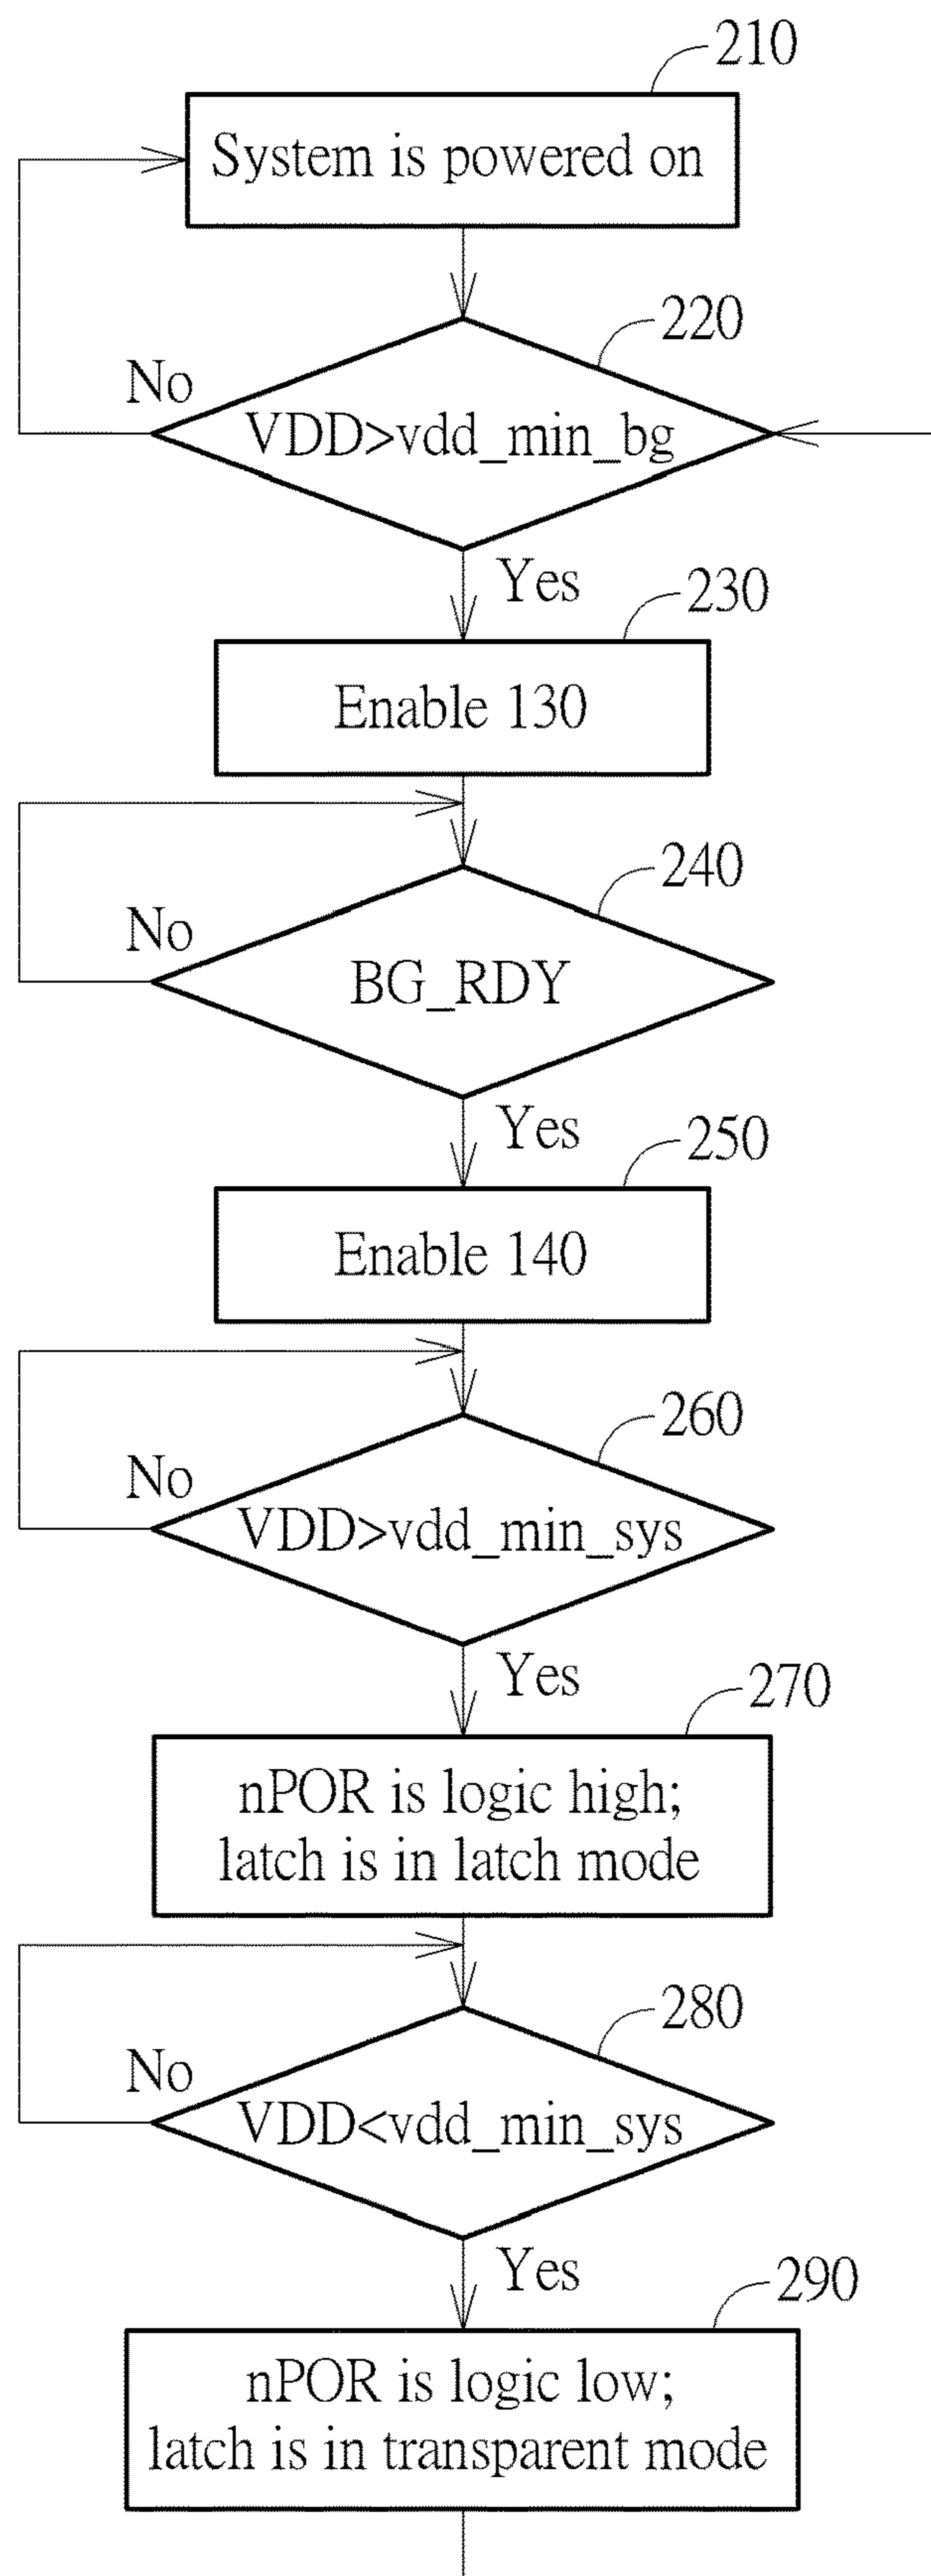 210
System is powered on
220
No
VDD>vdd_min_bg
Yes
230
Enable 130
240
No
BG_RDY
Yes
250
Enable 140
260
No
VDD>vdd_min_sys
Yes
270
nPOR is logic high;
latch is in latch mode
280
No
VDD<vdd_min_sys
Yes
290
nPOR is logic low;
latch is in transparent mode